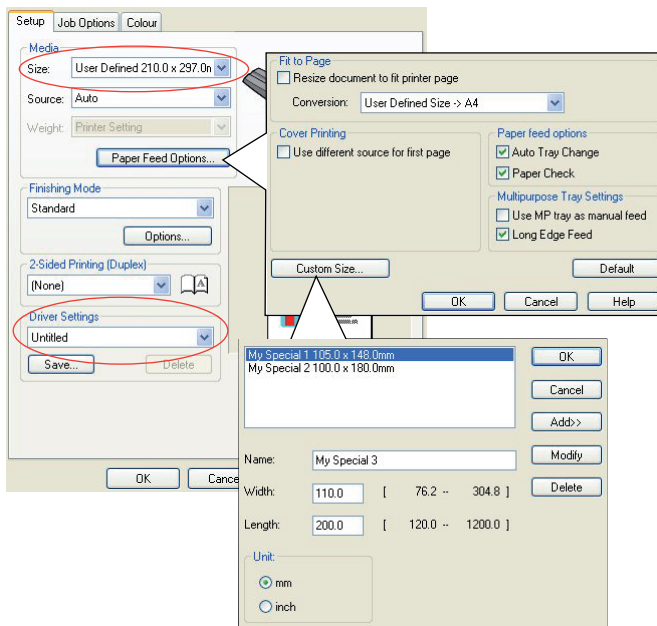 Setup Job Options Colour
Media
Size: User Defined 210.0 x 297.0n
Source: Auto
Weight: Printer Setting
Paper Feed Options...
Finishing Mode
Standard
Options...
2-Sided Printing (Duplex)
(None)
A
Driver Settings
Untitled
Save... Delete
OK Cance
Fit to Page
Resize document to fit printer page
Conversion: User Defined Size -> A4
Cover Printing
Use different source for first page
Paper feed options
Auto Tray Change
Paper Check
Multipurpose Tray Settings
Use MP tray as manual feed
Long Edge Feed
Custom Size... Default
OK Cancel Help
My Special 1 105.0 x 148.0mm
My Special 2 100.0 x 180.0mm
OK
Cancel
Add>>
Modify
Delete
Name: My Special 3
Width: 110.0 [ 76.2 -- 304.8 ]
Length: 200.0 [ 120.0 -- 1200.0 ]
Unit:
mm
inch